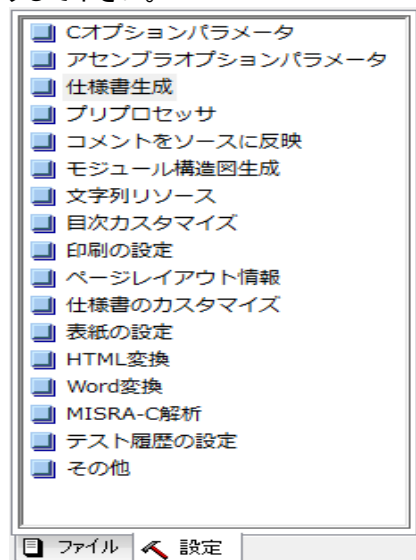 Cオプションパラメータ
アセンブラオプションパラメータ
仕様書生成
プリプロセッサ
コメントをソースに反映
モジュール構造図生成
文字列リソース
目次カスタマイズ
印刷の設定
ページレイアウト情報
仕様書のカスタマイズ
表紙の設定
HTML変換
Word変換
MISRA-C解析
テスト履歴の設定
その他
ファイル 設定